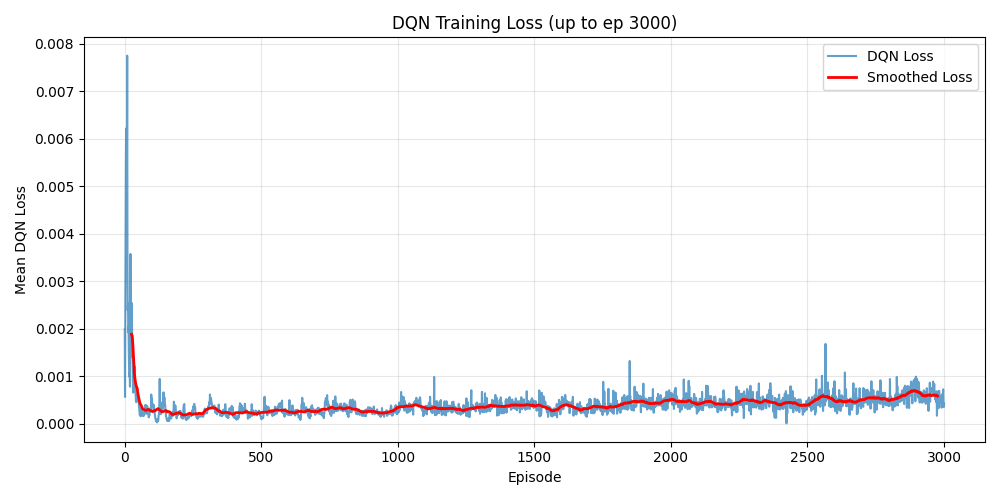 DQN Training Loss (up to ep 3000)
DQN Loss
Smoothed Loss
Mean DQN Loss
0.008
0.007
0.006
0.005
0.004
0.003
0.002
0.001
0.000
0 500 1000 1500 2000 2500 3000
Episode